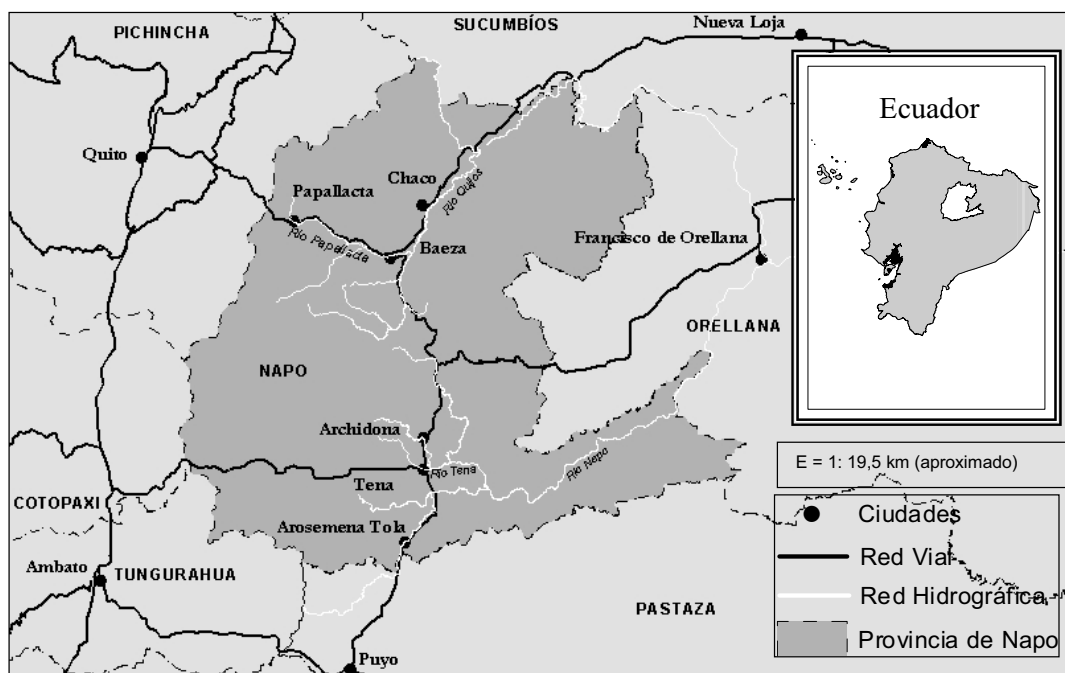 SUCUMBÍOS
Nueva Loja
PICHINCHA
Ecuador
Quito
Chaco
Papallacta
Río Quijos
Río Papallacta
Baeza
Francisco de Orellana
ORELLANA
NAPO
Archidona
Río Tena
Río Napo
E = 1: 19,5 km (aproximado)
Tena
COTOPAXI
Ciudades
Arosemena Tola
Red Vial
Ambato
TUNGURAHUA
Red Hidrográfica
PASTAZA
Provincia de Napo
Puyo